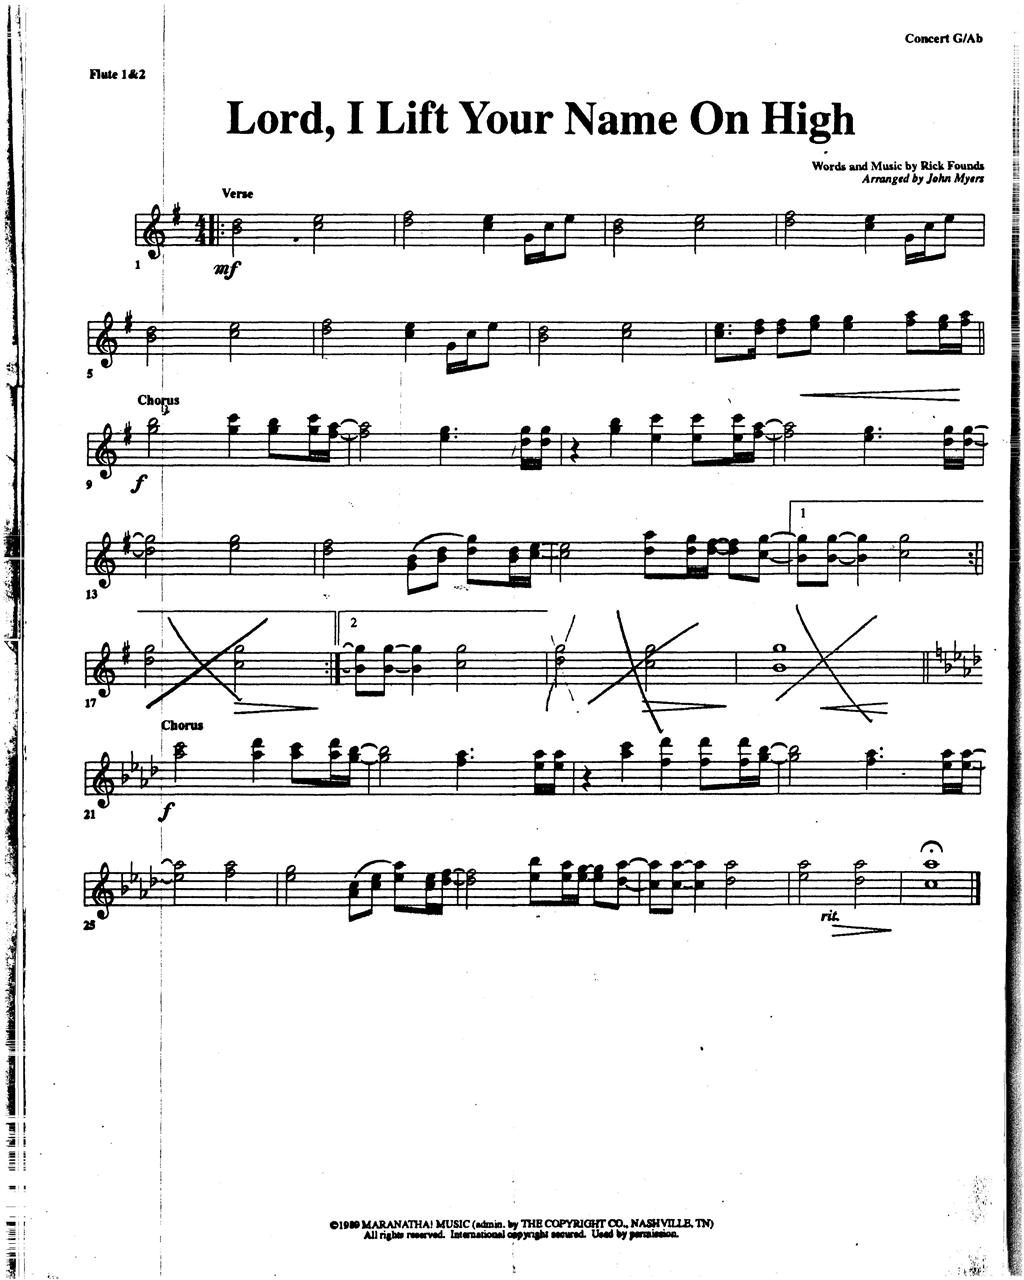 Concert G/Ab
Flute 1&2
Lord, I Lift Your Name On High
Words and Music by Rick Founds
Arranged by John Myers
Verse
4
4
1
mf
5
Chorus
9
f
1
13
2
17
Chorus
21
f
25
rit.
©1989 MARANATHA! MUSIC (admin. by THE COPYRIGHT CO., NASHVILLE, TN)
All rights reserved. International copyright secured. Used by permission.